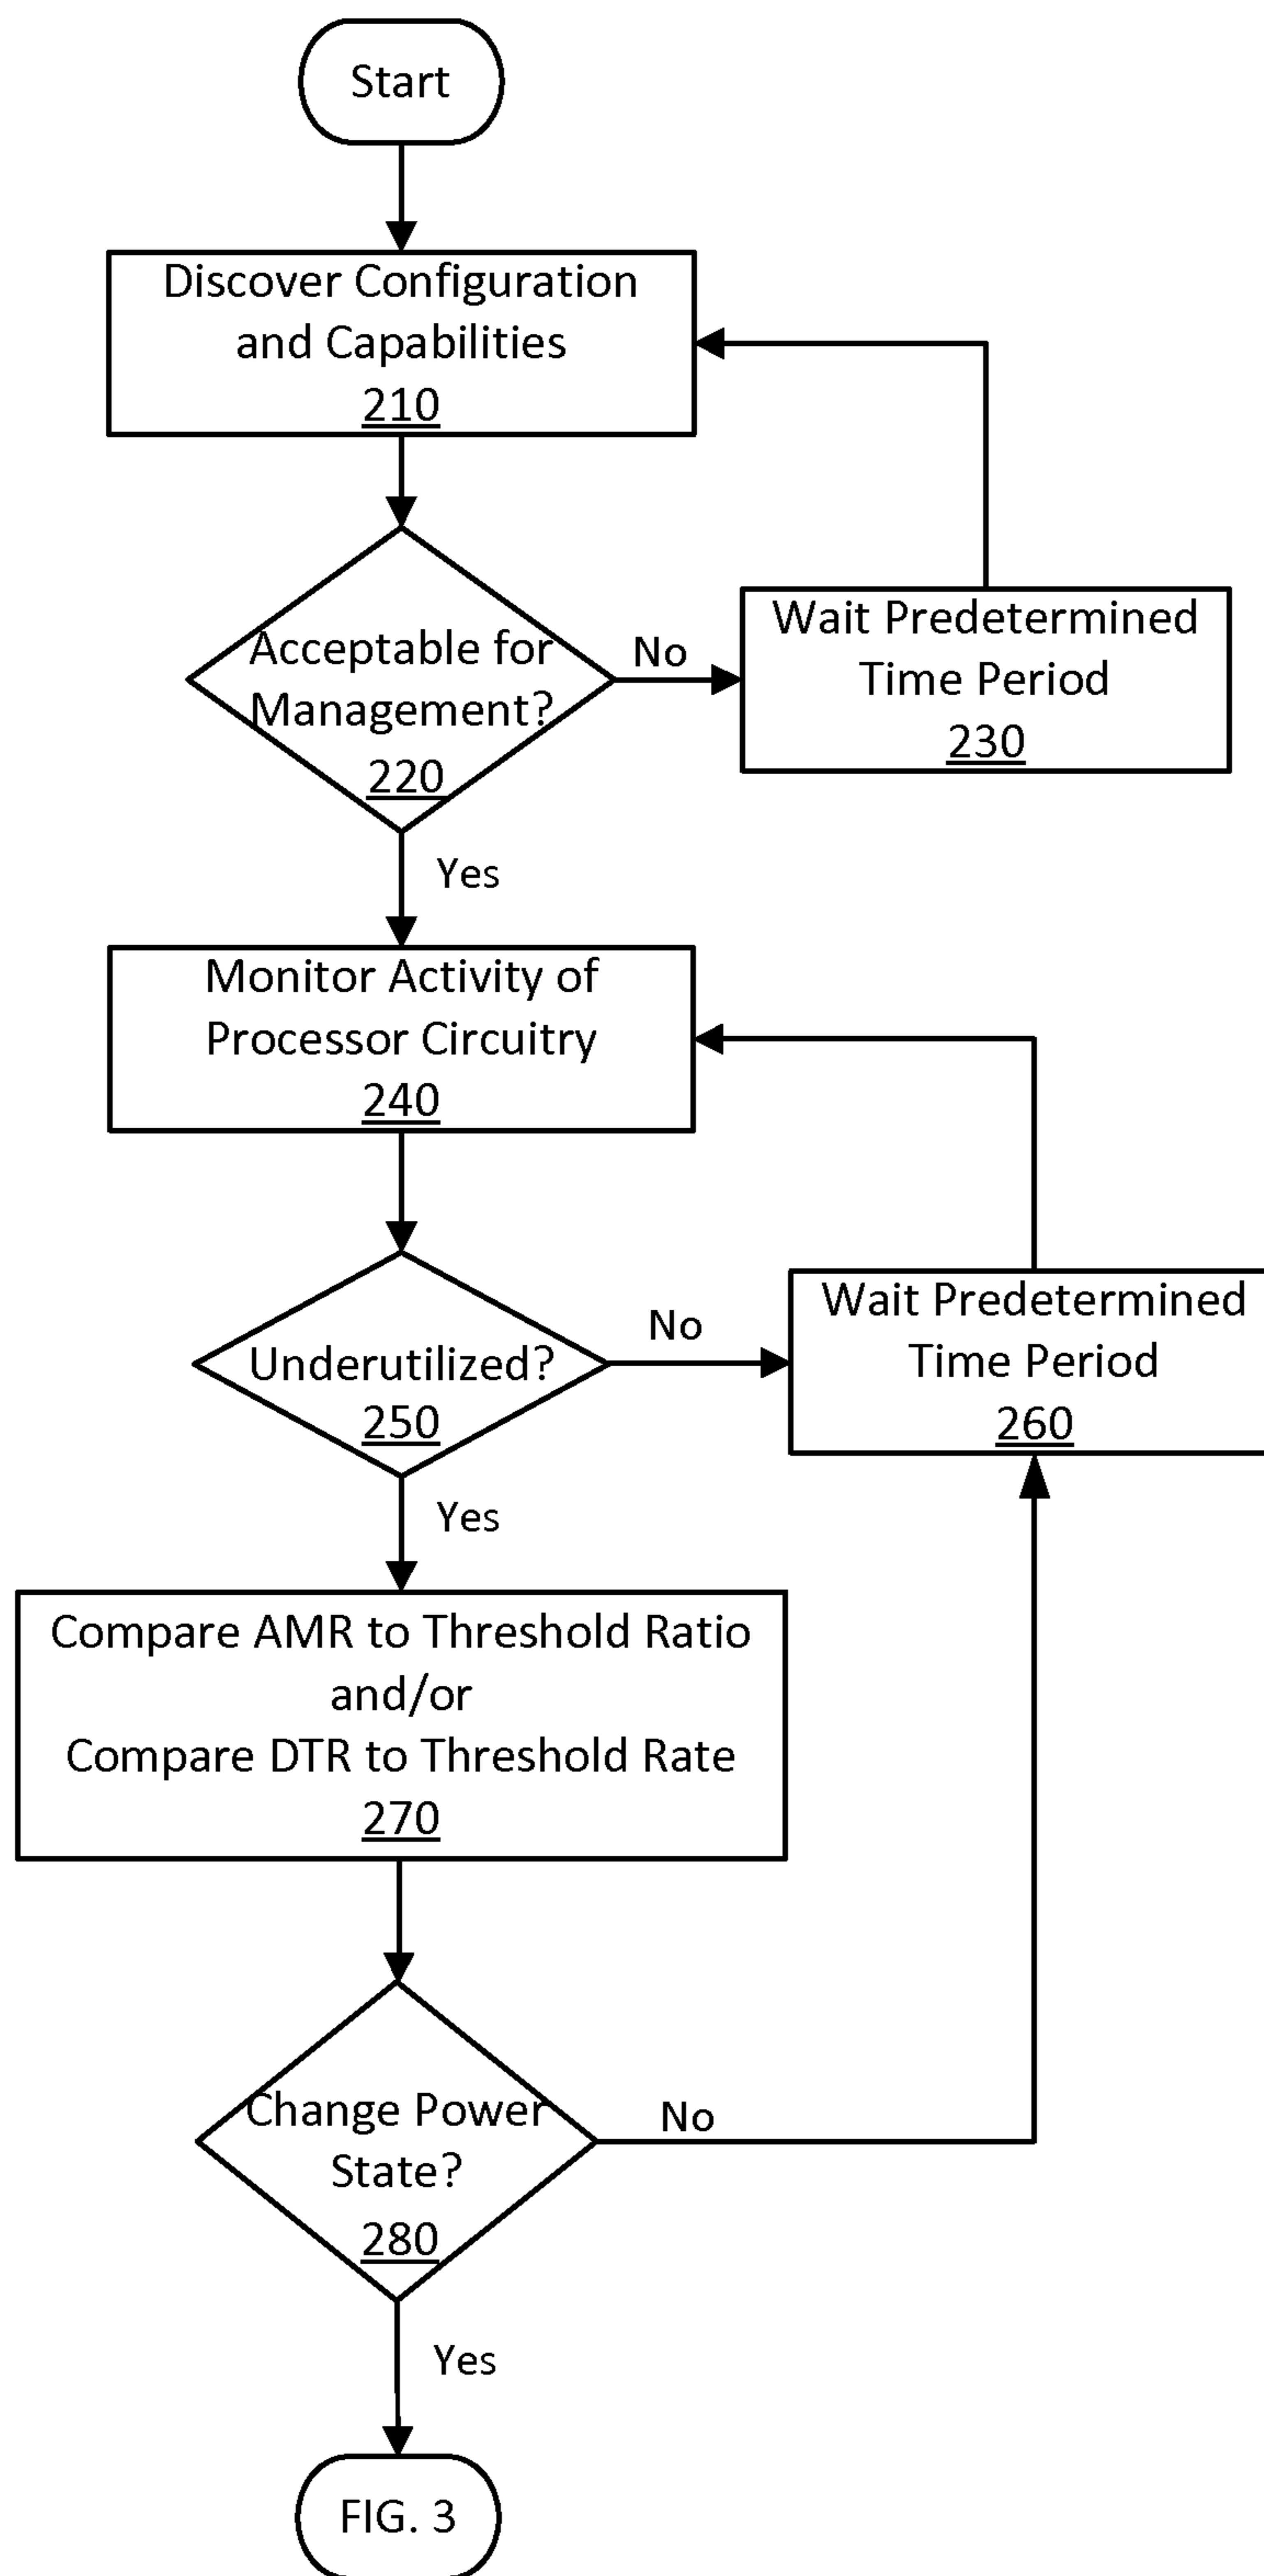 Start
Discover Configuration
and Capabilities
210
Acceptable for
Management?
220
No
Wait Predetermined
Time Period
230
Yes
Monitor Activity of
Processor Circuitry
240
Underutilized?
250
No
Wait Predetermined
Time Period
260
Yes
Compare AMR to Threshold Ratio
and/or
Compare DTR to Threshold Rate
270
Change Power
State?
280
No
Yes
FIG. 3